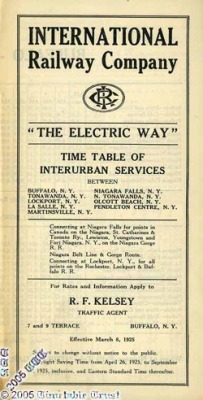 INTERNATIONAL
Railway Company
"THE ELECTRIC WAY"
TIME TABLE OF
INTERURBAN SERVICES
BETWEEN
BUFFALO, N. Y. NIAGARA FALLS, N. Y.
TONAWANDA, N. Y. N. TONAWANDA, N. Y.
LOCKPORT, N. Y. OLCOTT BEACH, N. Y.
LA SALLE, N. Y. PENDLETON CENTRE, N. Y.
MARTINSVILLE, N. Y.
Connecting at Niagara Falls for points in
Canada on the Niagara, St. Catharines &
Toronto Ry.; Lewiston, Youngstown and
Fort Niagara, N. Y., on the Niagara Gorge
R. R.
Niagara Belt Line & Gorge Route.
Connecting at Lockport, N. Y., for all
points on the Rochester, Lockport & Buf-
falo R. R.
For Rates and Information Apply to
R. F. KELSEY
TRAFFIC AGENT
7 and 9 TERRACE BUFFALO, N. Y.
Effective March 8, 1925
to change without notice to the public.
Saving Time from April 26, 1925, to September
1925, inclusive, and Eastern Standard Time thereafter.
© 2005